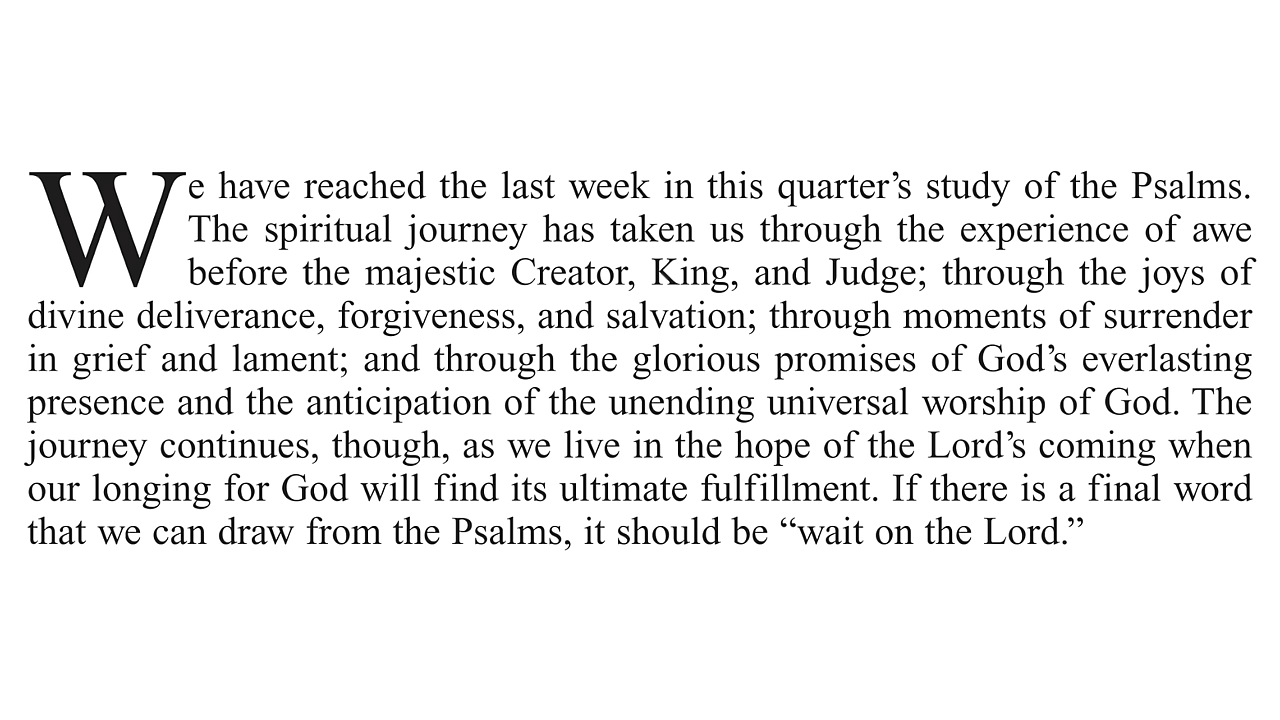 We have reached the last week in this quarter’s study of the Psalms.
The spiritual journey has taken us through the experience of awe
before the majestic Creator, King, and Judge; through the joys of
divine deliverance, forgiveness, and salvation; through moments of surrender
in grief and lament; and through the glorious promises of God’s everlasting
presence and the anticipation of the unending universal worship of God. The
journey continues, though, as we live in the hope of the Lord’s coming when
our longing for God will find its ultimate fulfillment. If there is a final word
that we can draw from the Psalms, it should be “wait on the Lord.”